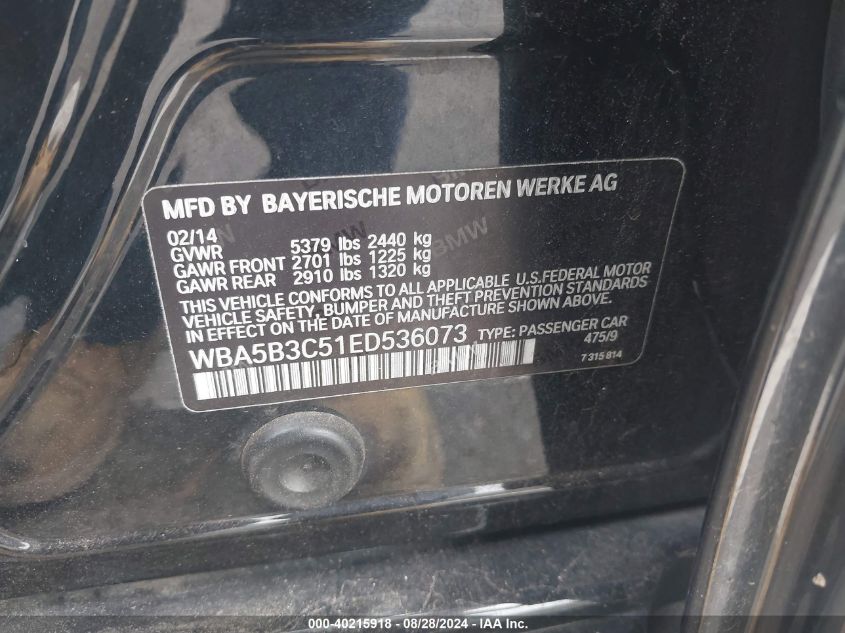 MFD BY BAYERISCHE MOTOREN WERKE AG
02/14
GVWR 5379 lbs 2440 kg
GAWR FRONT 2701 lbs 1225 kg
GAWR REAR 2910 lbs 1320 kg
THIS VEHICLE CONFORMS TO ALL APPLICABLE U.S.FEDERAL MOTOR
VEHICLE SAFETY, BUMPER AND THEFT PREVENTION STANDARDS
IN EFFECT ON THE DATE OF MANUFACTURE SHOWN ABOVE.
WBA5B3C51ED536073 TYPE: PASSENGER CAR
475/9
7 315 814
BMW
000-40215918 - 08/28/2024 - IAAI.com